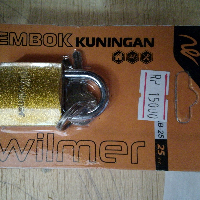 EMBOK KUNINGAN
Rp 15000
25
wilmer